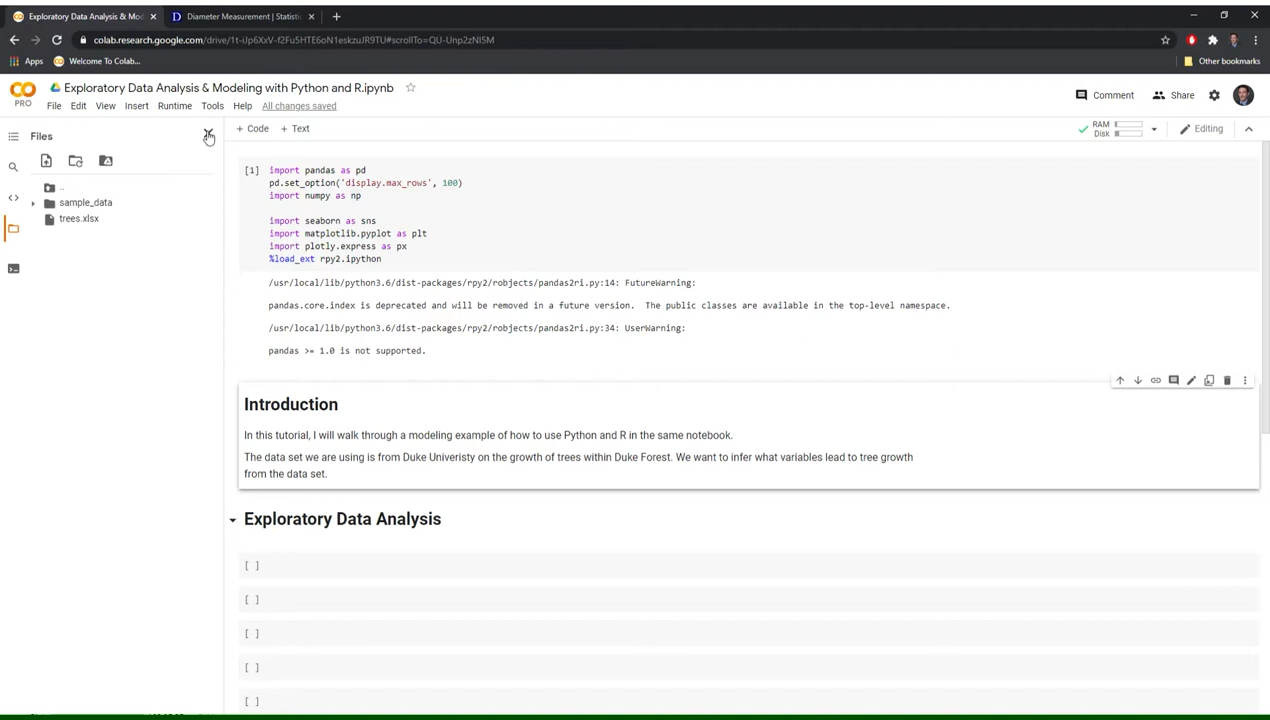 Exploratory Data Analysis & Mod
Diameter Measurement | Statistic
colab.research.google.com/drive/1t-iJp6XxV-f2Fu5HTE6oN1eskzuJR9TU#scrollTo=QU-Unp2zNI5M
Apps
Welcome To Colab...
Other bookmarks
CO
PRO
Exploratory Data Analysis & Modeling with Python and R.ipynb
Comment
Share
File Edit View Insert Runtime Tools Help All changes saved
Files
+ Code + Text
RAM
Disk
Editing
..
sample_data
trees.xlsx
[1] import pandas as pd
pd.set_option('display.max_rows', 100)
import numpy as np
import seaborn as sns
import matplotlib.pyplot as plt
import plotly.express as px
%load_ext rpy2.ipython
/usr/local/lib/python3.6/dist-packages/rpy2/robjects/pandas2ri.py:14: FutureWarning:
pandas.core.index is deprecated and will be removed in a future version.  The public classes are available in the top-level namespace.
/usr/local/lib/python3.6/dist-packages/rpy2/robjects/pandas2ri.py:34: UserWarning:
pandas >= 1.0 is not supported.
Introduction
In this tutorial, I will walk through a modeling example of how to use Python and R in the same notebook.
The data set we are using is from Duke Univeristy on the growth of trees within Duke Forest. We want to infer what variables lead to tree growth
from the data set.
Exploratory Data Analysis
[ ]
[ ]
[ ]
[ ]
[ ]